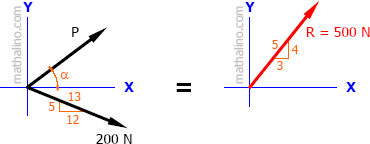 mathalino.com
Y
P
α
X
13
5
12
200 N
=
mathalino.com
Y
R = 500 N
5
4
3
X